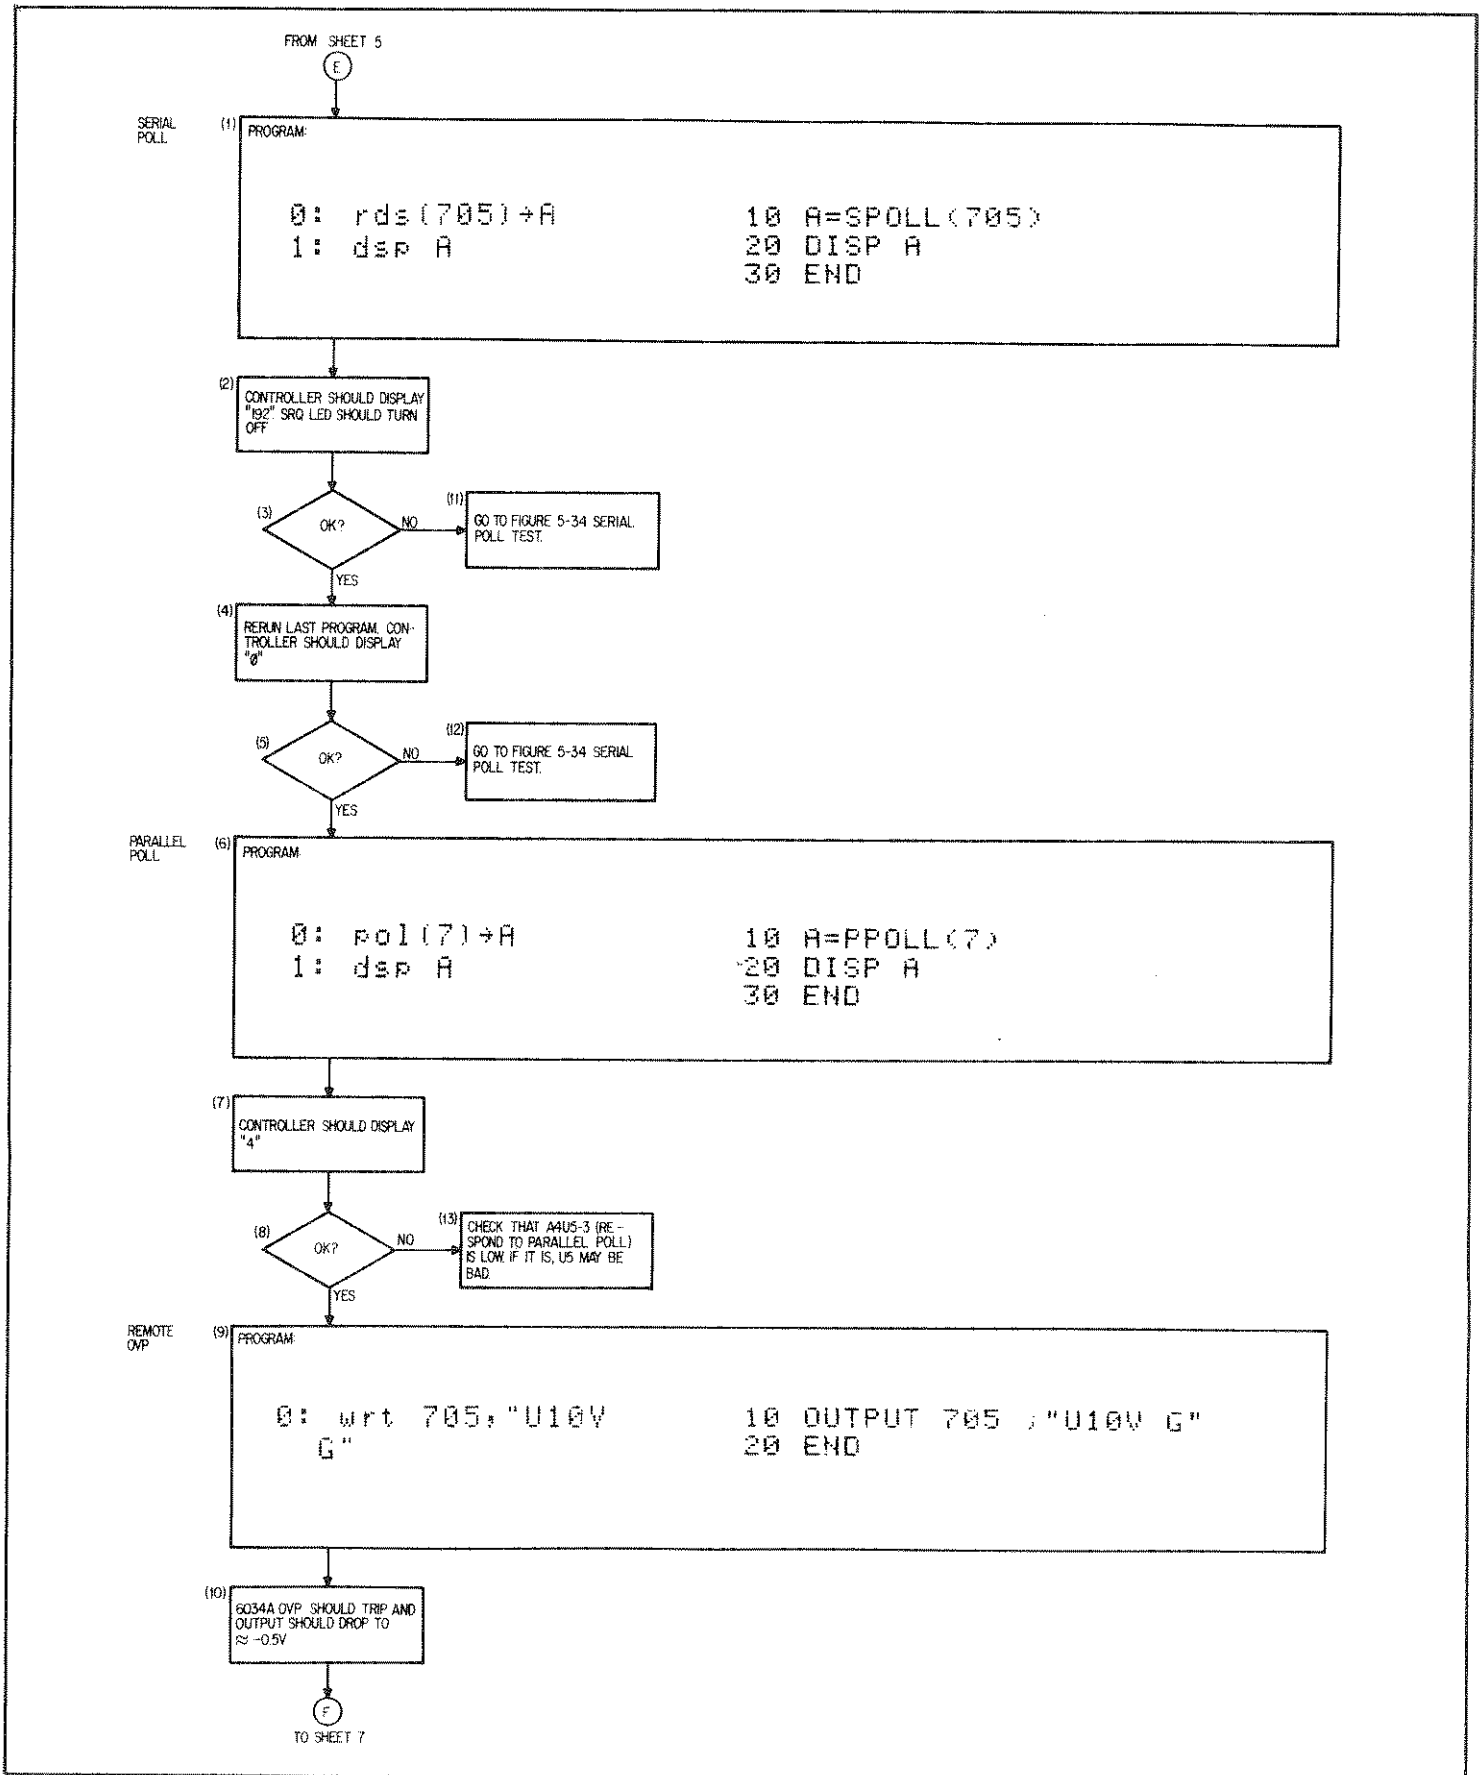 FROM SHEET 5
E
SERIAL
POLL
(1)
PROGRAM:
0: rds(705)→A
1: dsp A
10 A=SPOLL(705)
20 DISP A
30 END
(2)
CONTROLLER SHOULD DISPLAY
"192". SRQ LED SHOULD TURN
OFF
(3)
OK?
NO
(11)
GO TO FIGURE 5-34 SERIAL
POLL TEST.
YES
(4)
RERUN LAST PROGRAM. CON-
TROLLER SHOULD DISPLAY
"0"
(5)
OK?
NO
(12)
GO TO FIGURE 5-34 SERIAL
POLL TEST.
YES
PARALLEL
POLL
(6)
PROGRAM:
0: pol(7)→A
1: dsp A
10 A=PPOLL(7)
20 DISP A
30 END
(7)
CONTROLLER SHOULD DISPLAY
"4"
(8)
OK?
NO
(13)
CHECK THAT A4U5-3 (RE-
SPOND TO PARALLEL POLL)
IS LOW. IF IT IS, U5 MAY BE
BAD.
YES
REMOTE
OVP
(9)
PROGRAM:
0: wrt 705,"U10V
G"
10 OUTPUT 705 ;"U10V G"
20 END
(10)
6034A OVP SHOULD TRIP AND
OUTPUT SHOULD DROP TO
≈ -0.5V
F
TO SHEET 7